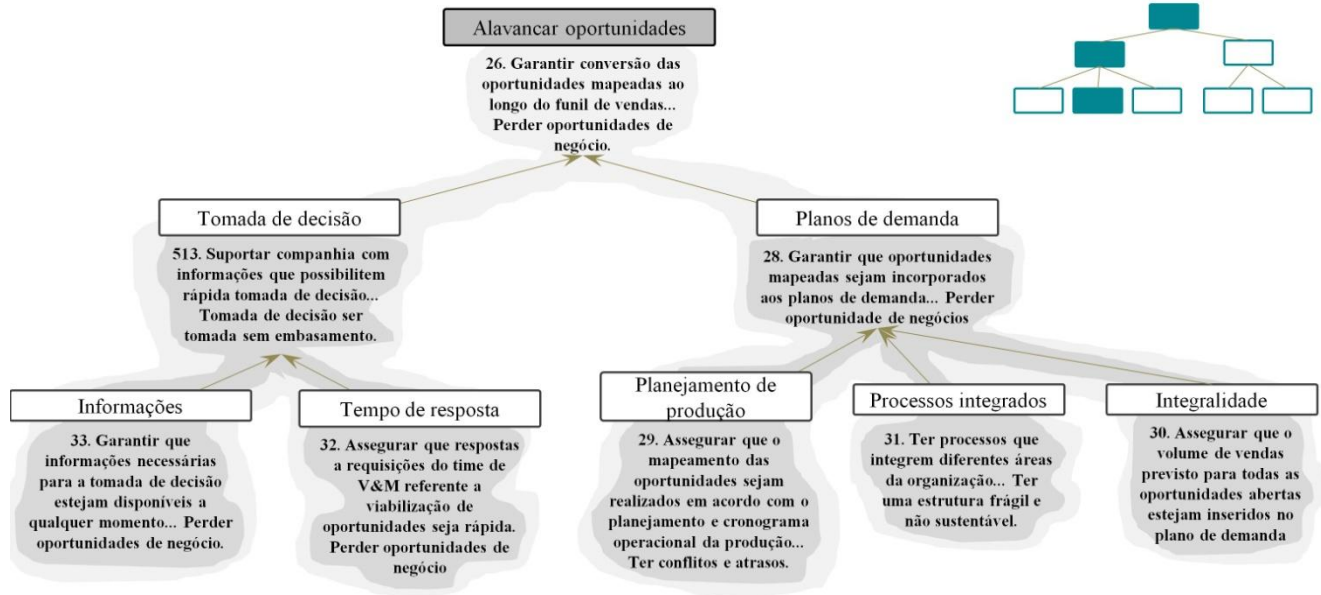 Alavancar oportunidades
26. Garantir conversão das
oportunidades mapeadas ao
longo do funil de vendas...
Perder oportunidades de
negócio.
Tomada de decisão
513. Suportar companhia com
informações que possibilitem
rápida tomada de decisão...
Tomada de decisão ser
tomada sem embasamento.
Planos de demanda
28. Garantir que oportunidades
mapeadas sejam incorporados
aos planos de demanda... Perder
oportunidade de negócios
Informações
33. Garantir que
informações necessárias
para a tomada de decisão
estejam disponíveis a
qualquer momento... Perder
oportunidades de negócio.
Tempo de resposta
32. Assegurar que respostas
a requisições do time de
V&M referente a
viabilização de
oportunidades seja rápida.
Perder oportunidades de
negócio
Planejamento de
produção
29. Assegurar que o
mapeamento das
oportunidades sejam
realizados em acordo com o
planejamento e cronograma
operacional da produção...
Ter conflitos e atrasos.
Processos integrados
31. Ter processos que
integrem diferentes áreas
da organização... Ter
uma estrutura frágil e
não sustentável.
Integralidade
30. Assegurar que o
volume de vendas
previsto para todas as
oportunidades abertas
estejam inseridos no
plano de demanda